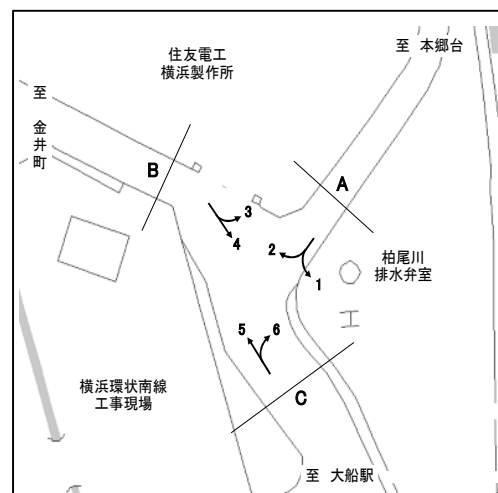 住友電工
横浜製作所
至 本郷台
至
金
井
町
B
A
3
4
2
1
柏尾川
排水弁室
5
6
横浜環状南線
工事現場
C
至 大船駅